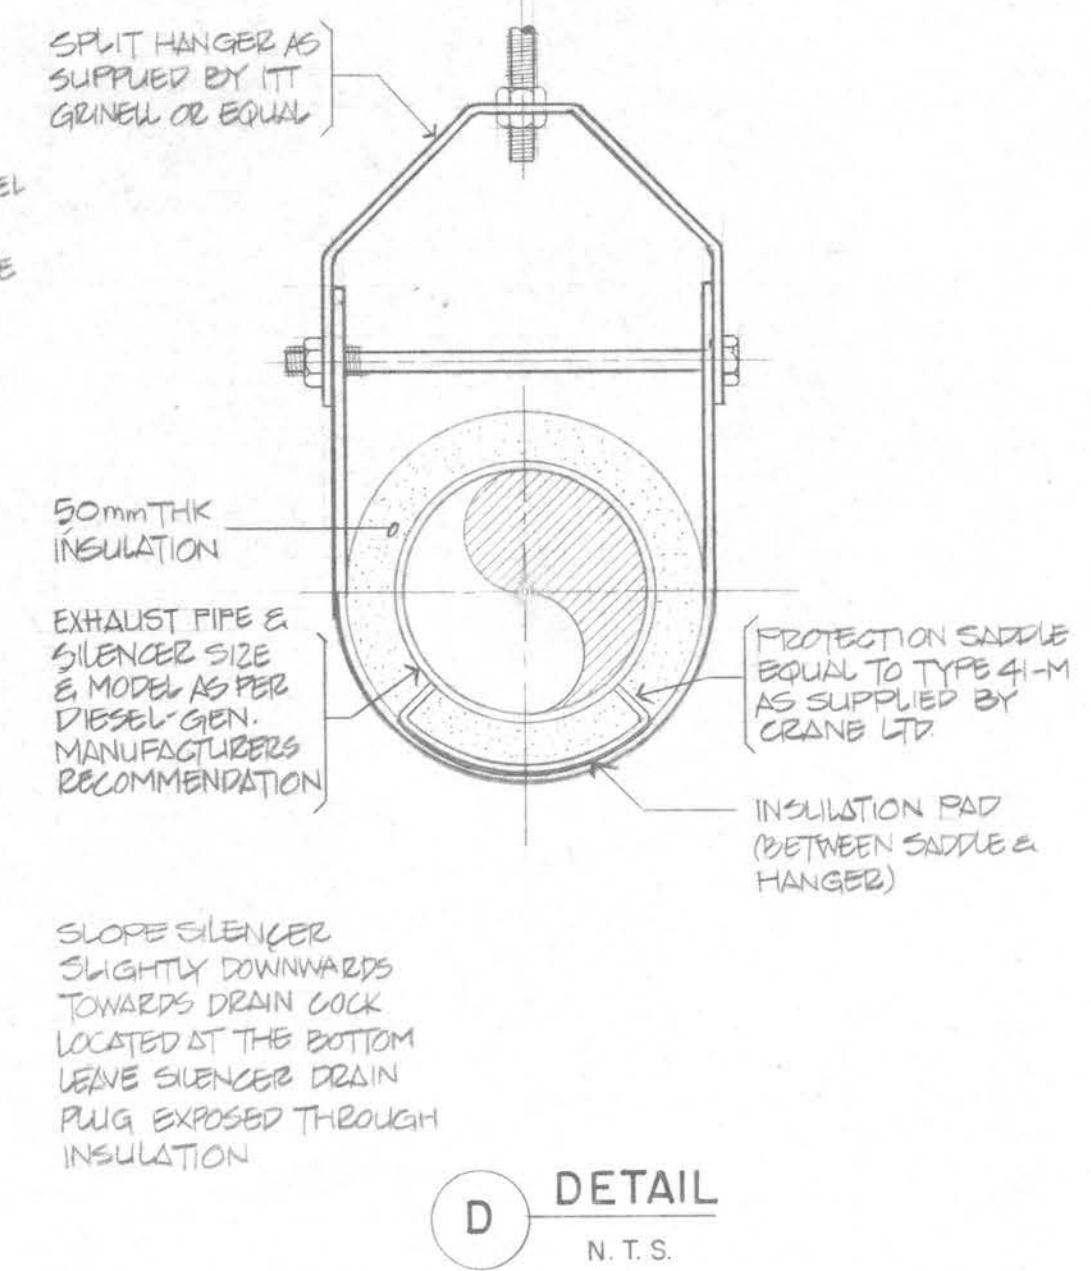 SPLIT HANGER AS
SUPPLIED BY ITT
GRINELL OR EQUAL
EL
E
50mm THK
INSULATION
EXHAUST PIPE &
SILENCER SIZE
& MODEL AS PER
DIESEL-GEN.
MANUFACTURERS
RECOMMENDATION
PROTECTION SADDLE
EQUAL TO TYPE 41-M
AS SUPPLIED BY
CRANE LTD
INSULATION PAD
(BETWEEN SADDLE &
HANGER)
SLOPE SILENCER
SLIGHTLY DOWNWARDS
TOWARDS DRAIN COCK
LOCATED AT THE BOTTOM
LEAVE SILENCER DRAIN
PLUG EXPOSED THROUGH
INSULATION
D DETAIL
N.T.S.